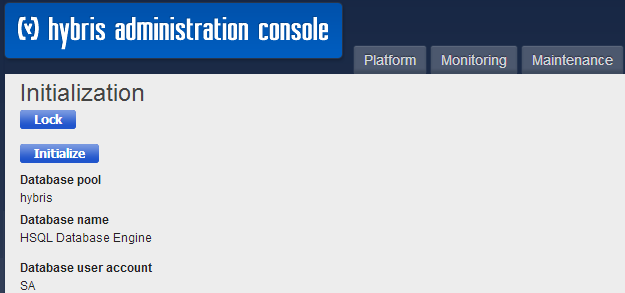 (y) hybris administration console
Platform Monitoring Maintenance
Initialization
Lock
Initialize
Database pool
hybris
Database name
HSQL Database Engine
Database user account
SA